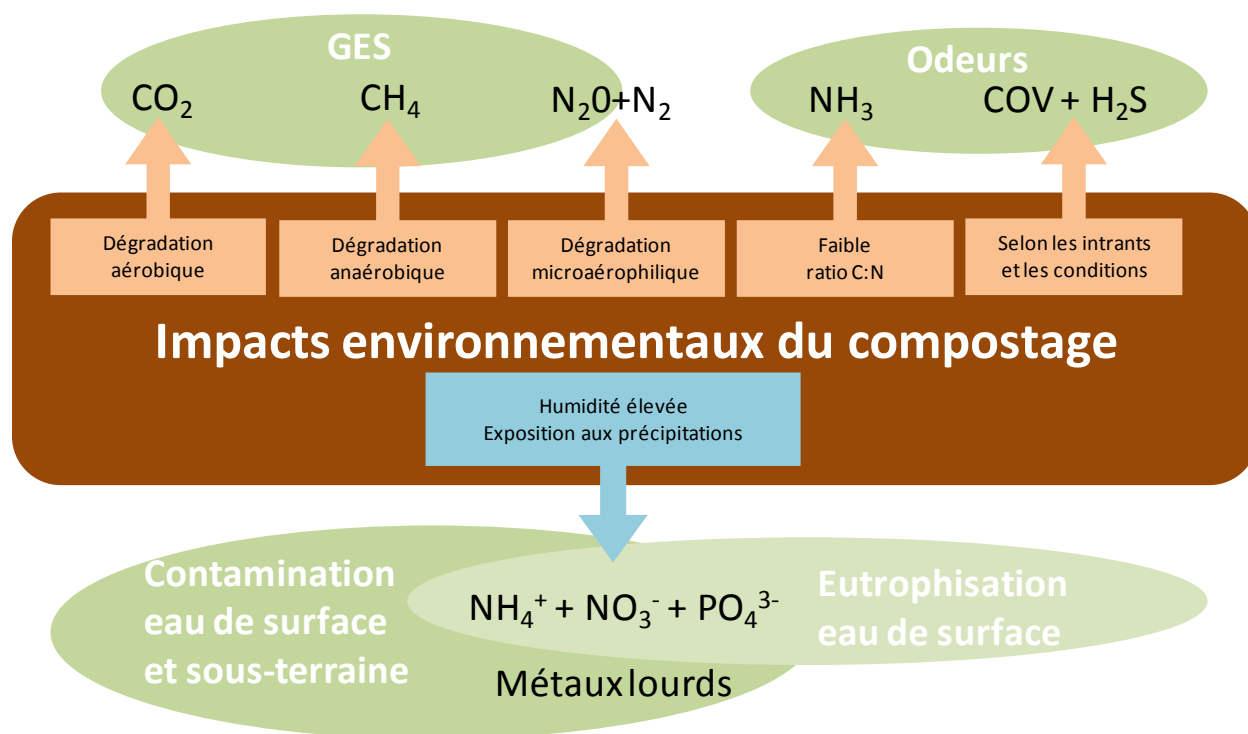 GES
Odeurs
CO₂
CH₄
N₂0+N₂
NH₃
COV + H₂S
Dégradation
aérobique
Dégradation
anaérobique
Dégradation
microaérophilique
Faible
ratio C:N
Selon les intrants
et les conditions
Impacts environnementaux du compostage
Humidité élevée
Exposition aux précipitations
Contamination
eau de surface
et sous-terraine
NH₄⁺ + NO₃⁻ + PO₄³⁻
Métaux lourds
Eutrophisation
eau de surface